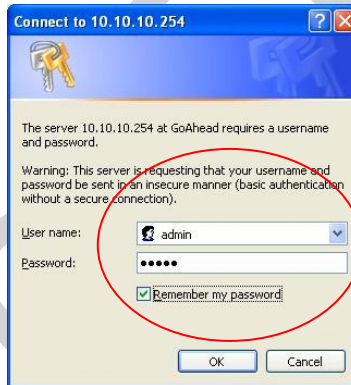 Connect to 10.10.10.254
The server 10.10.10.254 at GoAhead requires a username
and password.
Warning: This server is requesting that your username and
password be sent in an insecure manner (basic authentication
without a secure connection).
User name: admin
Password: •••••
Remember my password
OK Cancel